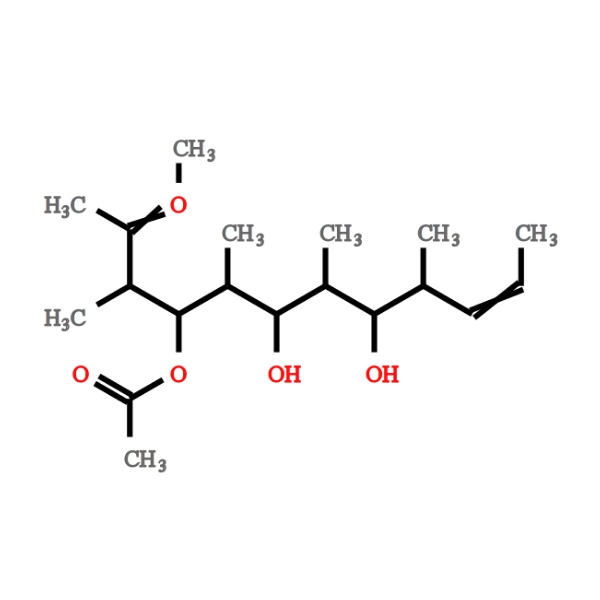 CH₃
H₃C
O
CH₃ CH₃ CH₃ CH₃
H₃C
O O OH OH
CH₃